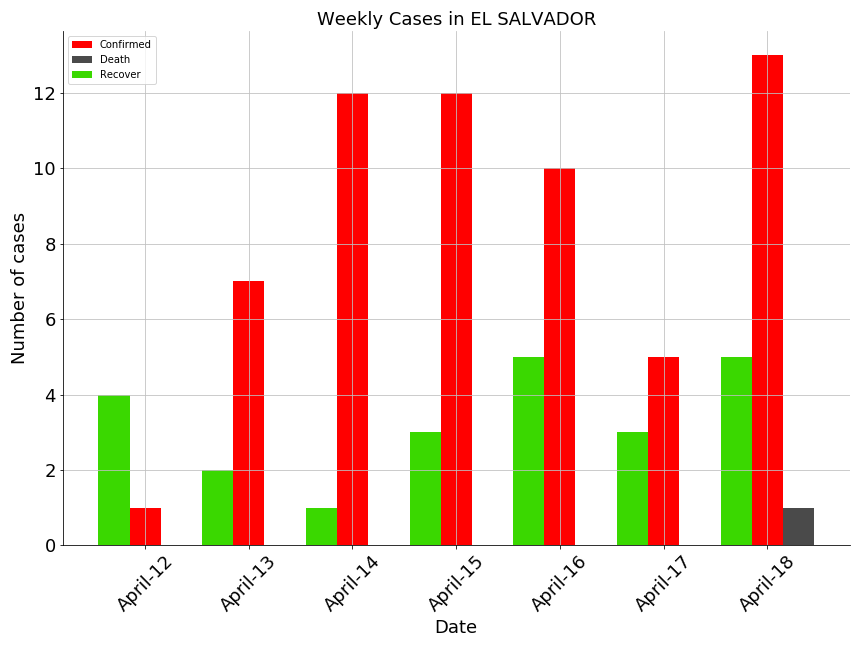 Weekly Cases in EL SALVADOR
Confirmed
Death
Recover
Number of cases
12
10
8
6
4
2
0
April-12
April-13
April-14
April-15
April-16
April-17
April-18
Date